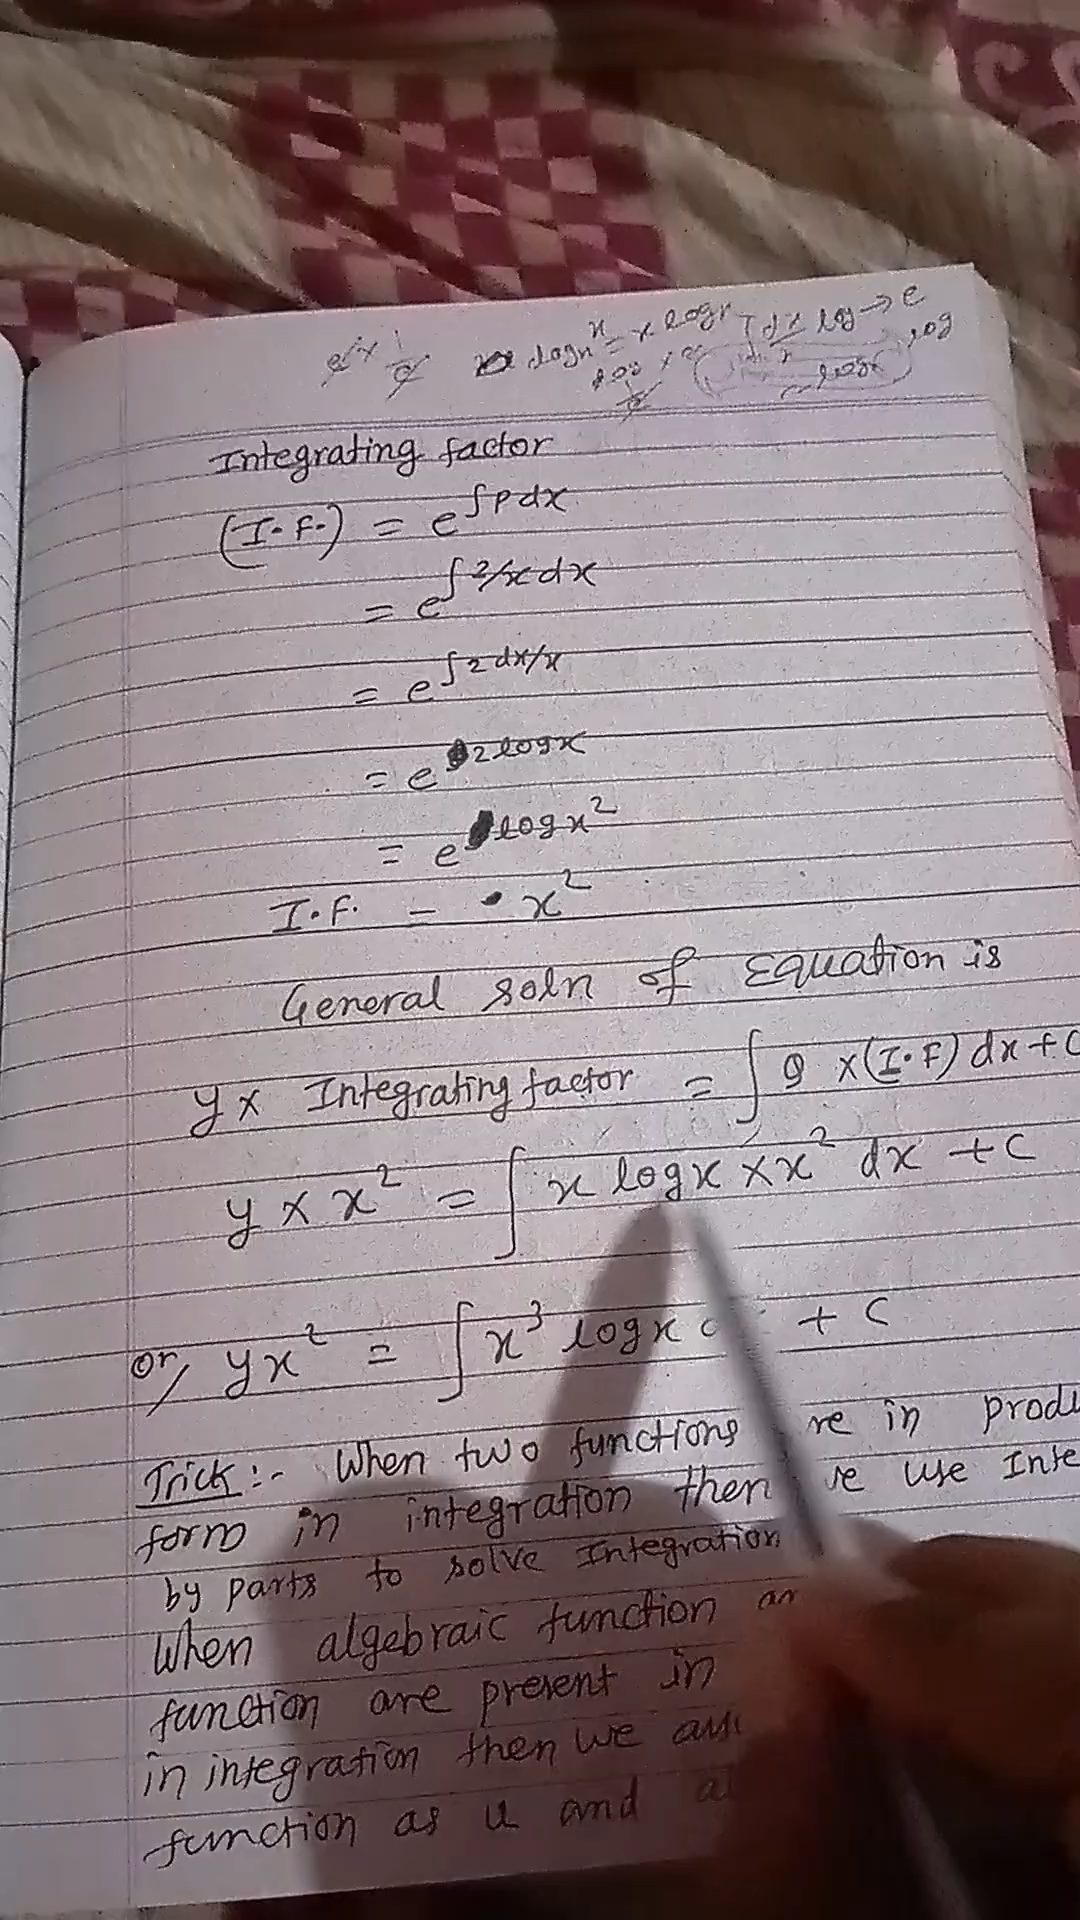 Integrating factor
(I.F.) = e^∫Pdx
= e^∫2/x dx
= e^∫2 dx/x
= e^2logx
= e^logx²
I.F. = x²
General soln of Equation is
y× Integrating factor = ∫Q ×(I.F) dx + C
y × x² = ∫x logx × x² dx + C
or, yx² = ∫x³ logx + C
Trick:- When two functions in
form in integration then use
by parts to solve Integration
When algebraic function
function are present in
in integration then we
function as u and